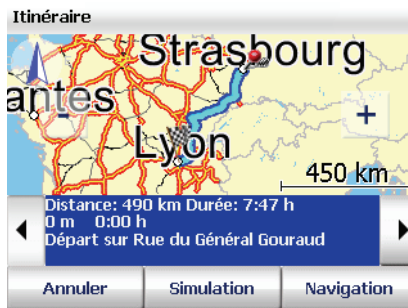 Itinéraire
Strasbourg
antes
Lyon
- +
450 km
Distance: 490 km Durée: 7:47 h
0 m 0:00 h
Départ sur Rue du Général Gouraud
Annuler Simulation Navigation